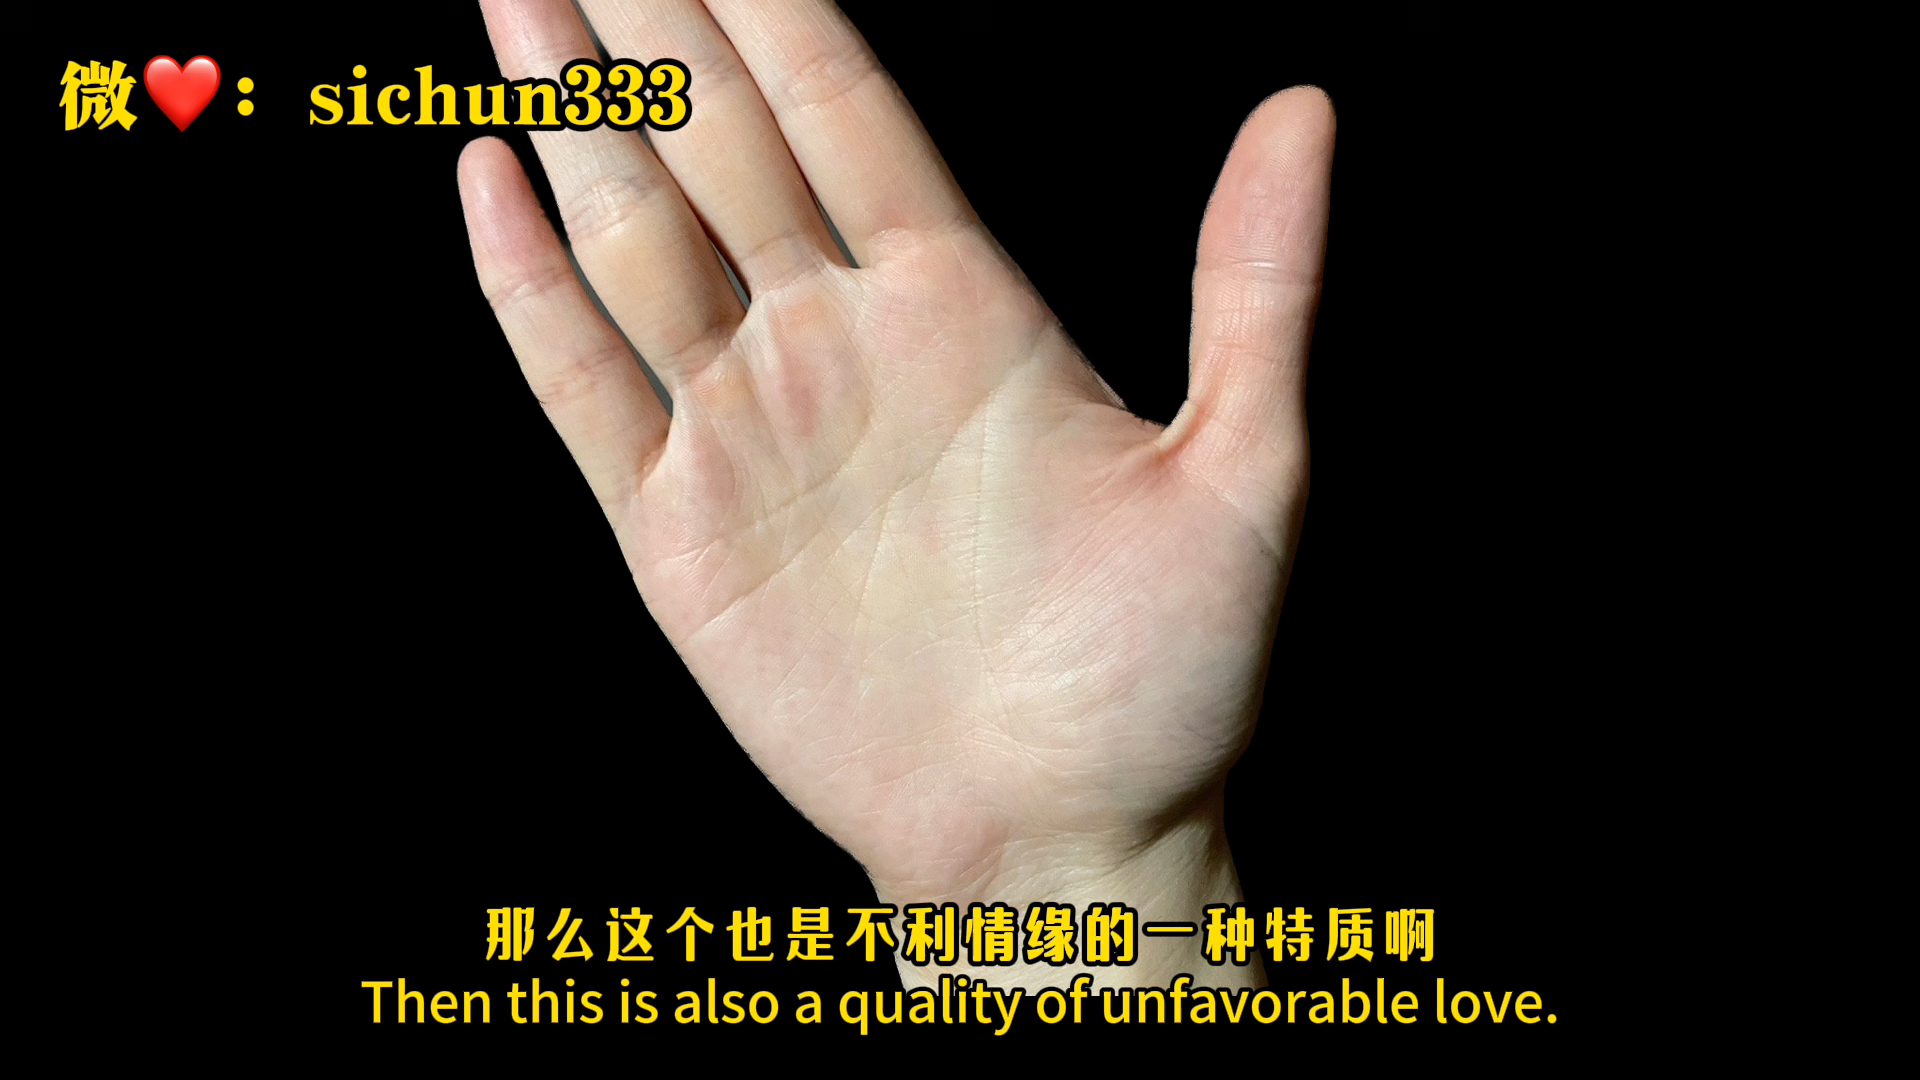 微❤️：sichun333
那么这个也是不利情缘的一种特质啊
Then this is also a quality of unfavorable love.